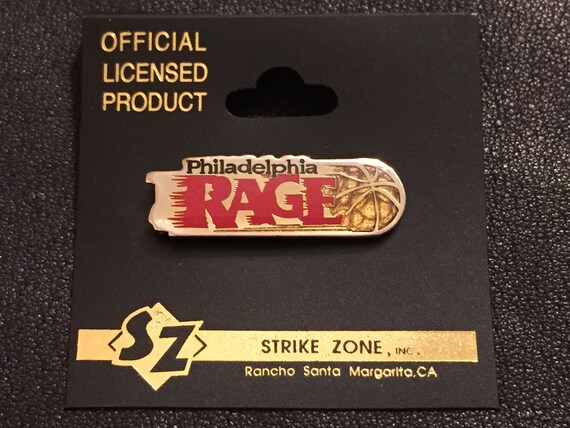 OFFICIAL
LICENSED
PRODUCT
Philadelphia
RAGE
SZ
STRIKE ZONE, INC.
Rancho Santa Margarita, CA